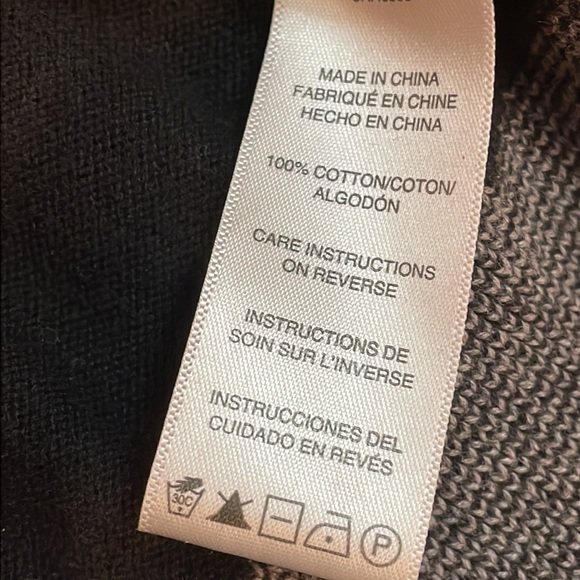 MADE IN CHINA
FABRIQUÉ EN CHINE
HECHO EN CHINA
100% COTTON/COTON/
ALGODÓN
CARE INSTRUCTIONS
ON REVERSE
INSTRUCTIONS DE
SOIN SUR L'INVERSE
INSTRUCCIONES DEL
CUIDADO EN REVÉS
30C P